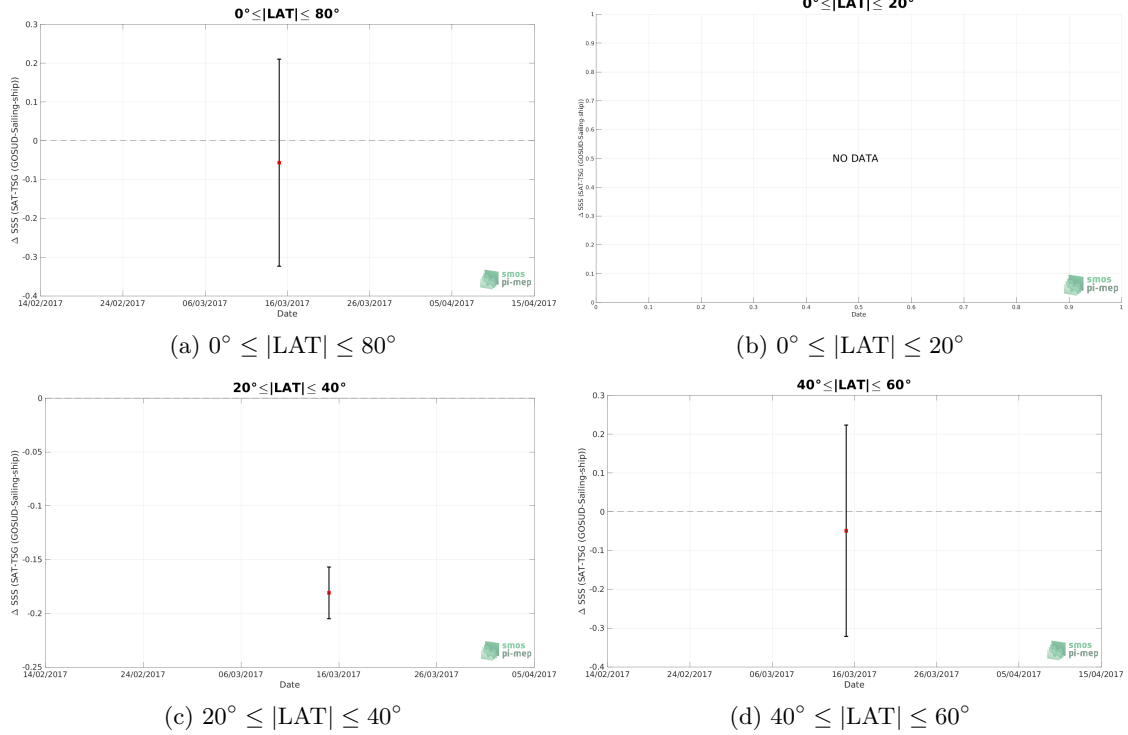 0°≤|LAT|≤ 80°
Δ SSS (SAT-TSG (GOSUD-Sailing-ship))
0.3
0.2
0.1
0
-0.1
-0.2
-0.3
-0.4
14/02/2017 24/02/2017 06/03/2017 16/03/2017 26/03/2017 05/04/2017 15/04/2017
Date
smos
pi-mep
(a) 0° ≤ |LAT| ≤ 80°
0°≤|LAT|≤ 20°
Δ SSS (SAT-TSG (GOSUD-Sailing-ship))
1
0.9
0.8
0.7
0.6
0.5
0.4
0.3
0.2
0.1
0
NO DATA
0 0.1 0.2 0.3 0.4 0.5 0.6 0.7 0.8 0.9 1
Date
smos
pi-mep
(b) 0° ≤ |LAT| ≤ 20°
20°≤|LAT|≤ 40°
Δ SSS (SAT-TSG (GOSUD-Sailing-ship))
0
-0.05
-0.1
-0.15
-0.2
-0.25
14/02/2017 24/02/2017 06/03/2017 16/03/2017 26/03/2017 05/04/2017
Date
smos
pi-mep
(c) 20° ≤ |LAT| ≤ 40°
40°≤|LAT|≤ 60°
Δ SSS (SAT-TSG (GOSUD-Sailing-ship))
0.3
0.2
0.1
0
-0.1
-0.2
-0.3
-0.4
14/02/2017 24/02/2017 06/03/2017 16/03/2017 26/03/2017 05/04/2017 15/04/2017
Date
smos
pi-mep
(d) 40° ≤ |LAT| ≤ 60°